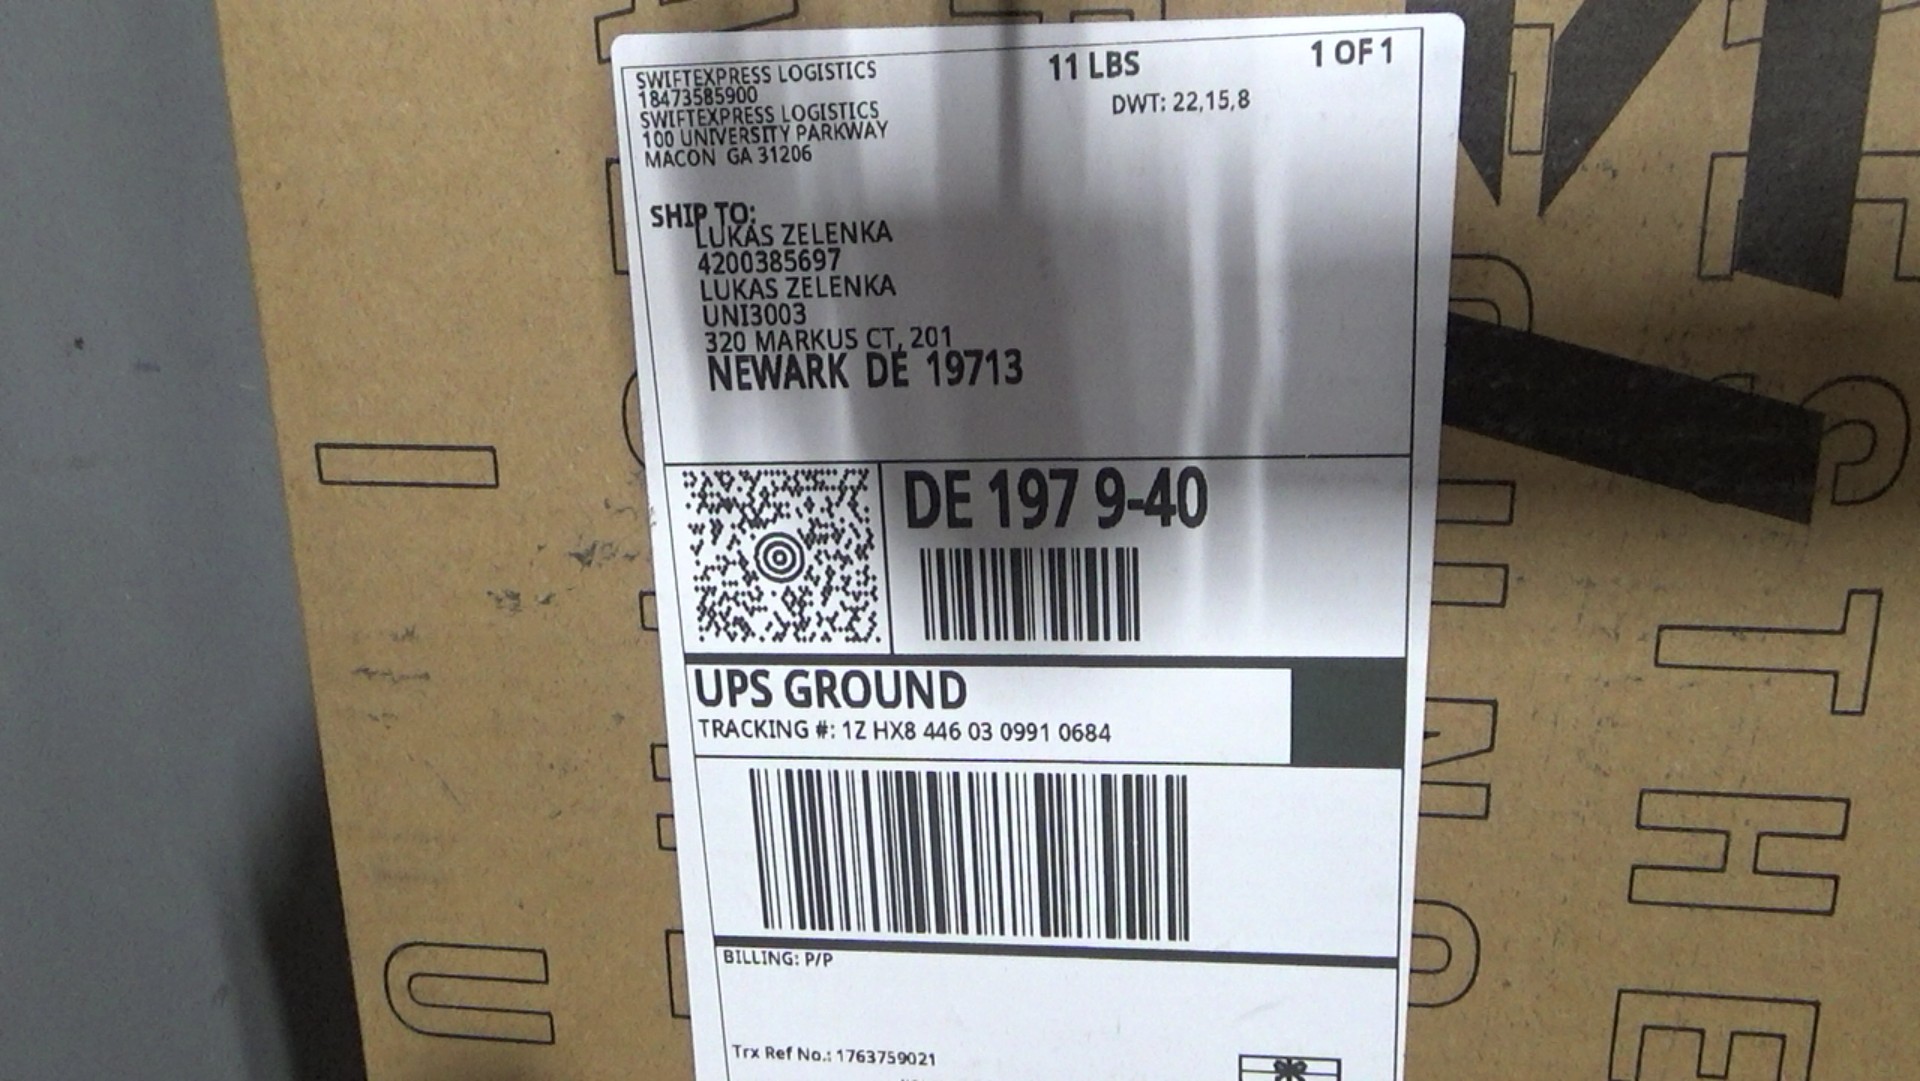 SWIFTEXPRESS LOGISTICS
18473585900
SWIFTEXPRESS LOGISTICS
100 UNIVERSITY PARKWAY
MACON GA 31206
11 LBS
1 OF 1
DWT: 22,15,8
SHIP TO:
LUKAS ZELENKA
4200385697
LUKAS ZELENKA
UNI3003
320 MARKUS CT, 201
NEWARK DE 19713
DE 197 9-40
UPS GROUND
TRACKING #: 1Z HX8 446 03 0991 0684
BILLING: P/P
Trx Ref No.: 1763759021